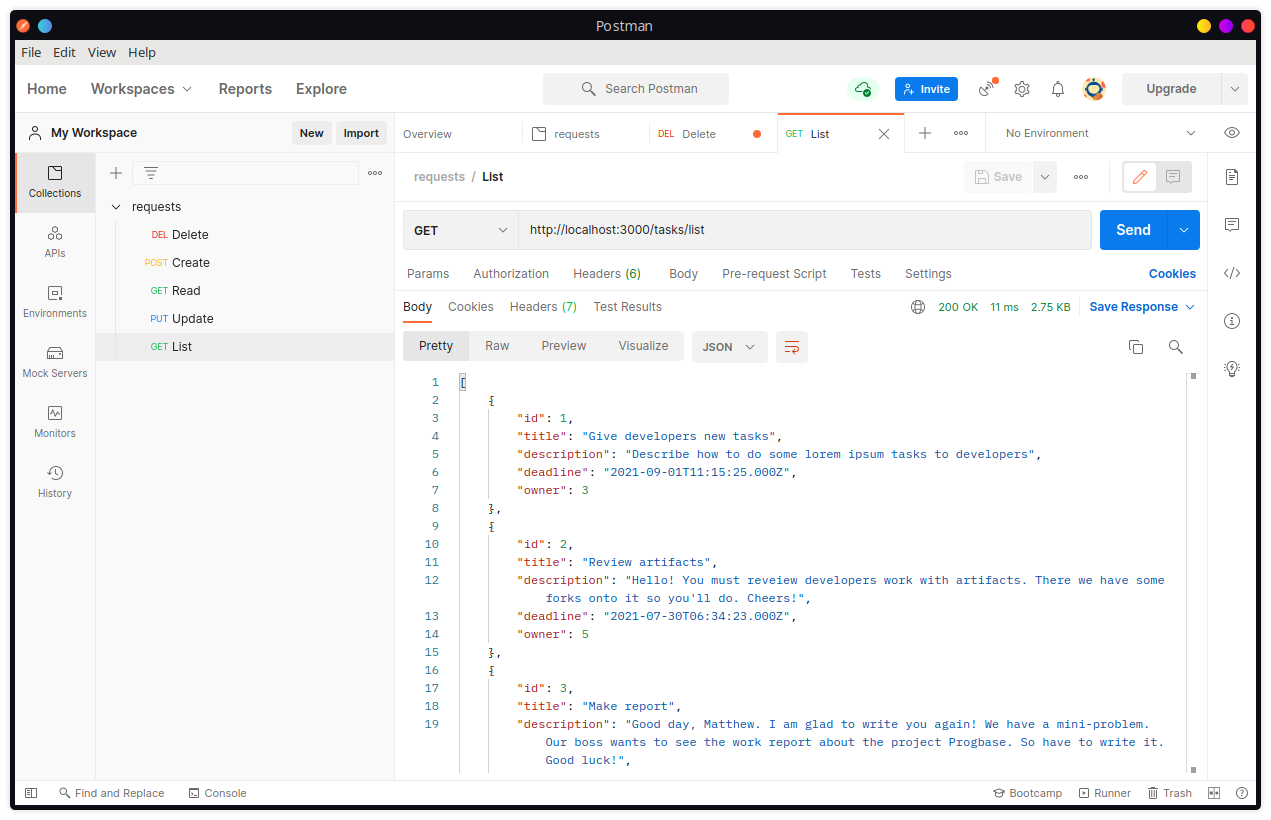 Postman
File Edit View Help
Home Workspaces Reports Explore Search Postman Invite Upgrade
My Workspace New Import Overview requests DEL Delete GET List No Environment
Collections
APIs
Environments
Mock Servers
Monitors
History
requests
DEL Delete
POST Create
GET Read
PUT Update
GET List
requests / List Save
GET http://localhost:3000/tasks/list Send
Params Authorization Headers (6) Body Pre-request Script Tests Settings Cookies
Body Cookies Headers (7) Test Results 200 OK 11 ms 2.75 KB Save Response
Pretty Raw Preview Visualize JSON
1 [
2 {
3 "id": 1,
4 "title": "Give developers new tasks",
5 "description": "Describe how to do some lorem ipsum tasks to developers",
6 "deadline": "2021-09-01T11:15:25.000Z",
7 "owner": 3
8 },
9 {
10 "id": 2,
11 "title": "Review artifacts",
12 "description": "Hello! You must reveiew developers work with artifacts. There we have some
forks onto it so you'll do. Cheers!",
13 "deadline": "2021-07-30T06:34:23.000Z",
14 "owner": 5
15 },
16 {
17 "id": 3,
18 "title": "Make report",
19 "description": "Good day, Matthew. I am glad to write you again! We have a mini-problem.
Our boss wants to see the work report about the project Progbase. So have to write it.
Good luck!",
Find and Replace Console Bootcamp Runner Trash